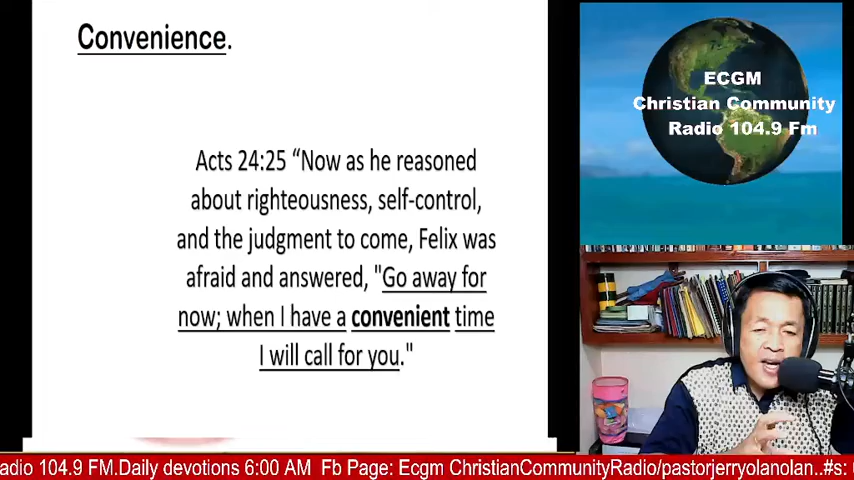 Convenience.
Acts 24:25 “Now as he reasoned
about righteousness, self-control,
and the judgment to come, Felix was
afraid and answered, "Go away for
now; when I have a convenient time
I will call for you."
ECGM
Christian Community
Radio 104.9 Fm
adio 104.9 FM.Daily devotions 6:00 AM  Fb Page: Ecgm ChristianCommunityRadio/pastorjerryolanolan..#s: